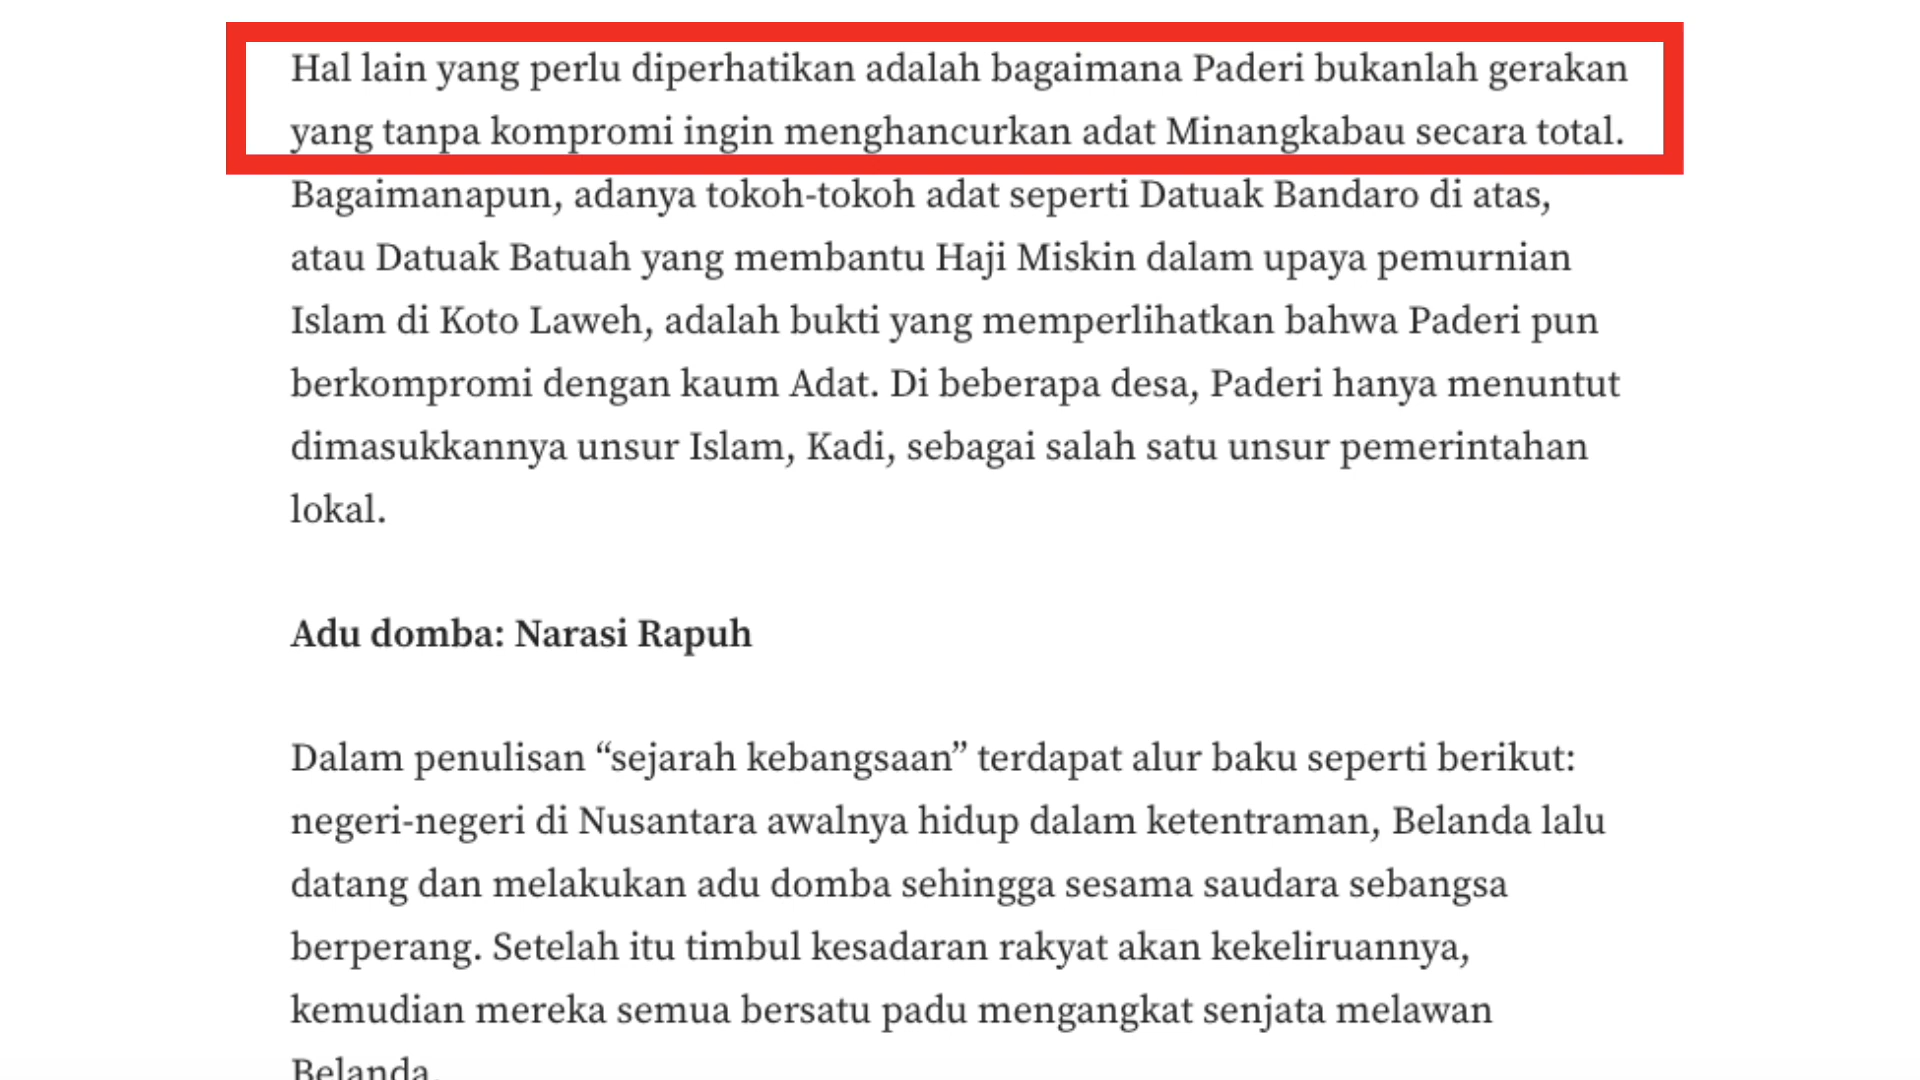 Hal lain yang perlu diperhatikan adalah bagaimana Paderi bukanlah gerakan
yang tanpa kompromi ingin menghancurkan adat Minangkabau secara total.
Bagaimanapun, adanya tokoh-tokoh adat seperti Datuak Bandaro di atas,
atau Datuak Batuah yang membantu Haji Miskin dalam upaya pemurnian
Islam di Koto Laweh, adalah bukti yang memperlihatkan bahwa Paderi pun
berkompromi dengan kaum Adat. Di beberapa desa, Paderi hanya menuntut
dimasukkannya unsur Islam, Kadi, sebagai salah satu unsur pemerintahan
lokal.
Adu domba: Narasi Rapuh
Dalam penulisan “sejarah kebangsaan” terdapat alur baku seperti berikut:
negeri-negeri di Nusantara awalnya hidup dalam ketentraman, Belanda lalu
datang dan melakukan adu domba sehingga sesama saudara sebangsa
berperang. Setelah itu timbul kesadaran rakyat akan kekeliruannya,
kemudian mereka semua bersatu padu mengangkat senjata melawan
Belanda.